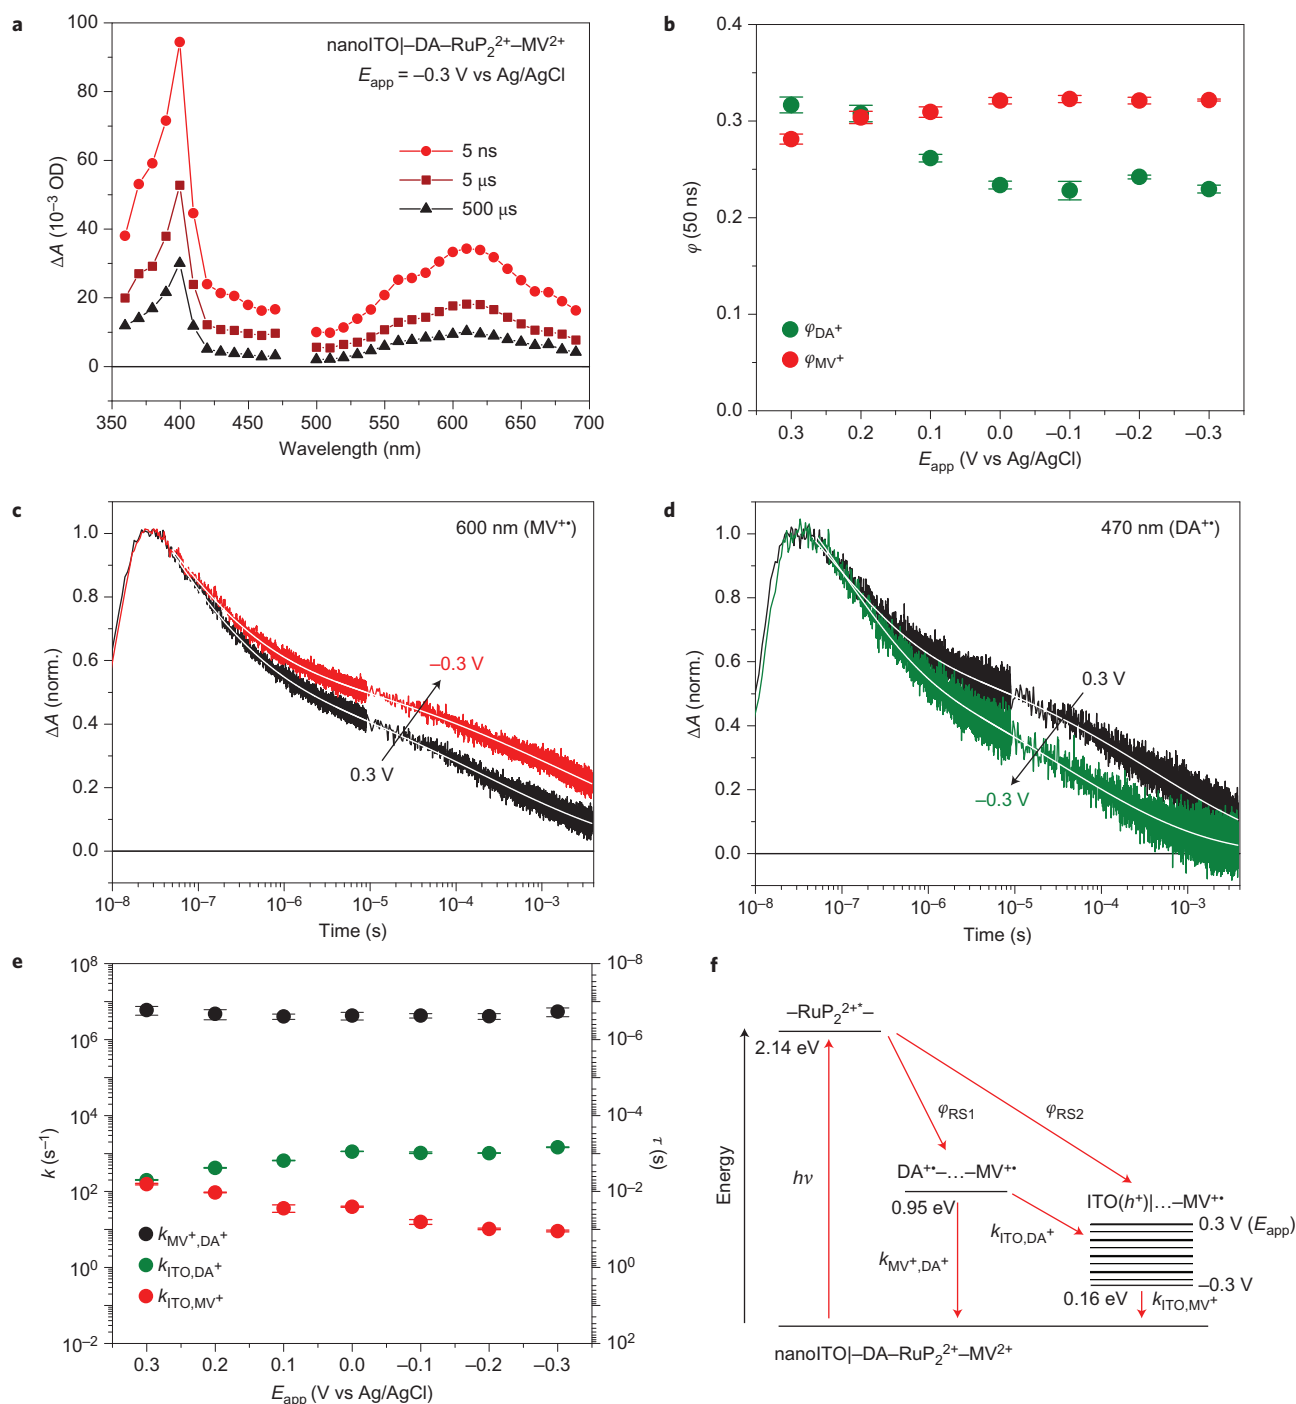 a
nanoITO|–DA–RuP₂²⁺–MV²⁺
E_app = –0.3 V vs Ag/AgCl
5 ns
5 μs
500 μs
100
80
60
40
20
0
ΔA (10⁻³ OD)
350 400 450 500 550 600 650 700
Wavelength (nm)
b
0.4
0.3
0.2
0.0
φ (50 ns)
φ_DA⁺
φ_MV⁺
0.3 0.2 0.1 0.0 –0.1 –0.2 –0.3
E_app (V vs Ag/AgCl)
c
600 nm (MV⁺•)
1.0
0.8
0.6
0.4
0.2
0.0
ΔA (norm.)
–0.3 V
0.3 V
10⁻⁸ 10⁻⁷ 10⁻⁶ 10⁻⁵ 10⁻⁴ 10⁻³
Time (s)
d
470 nm (DA⁺•)
1.0
0.8
0.6
0.4
0.2
0.0
ΔA (norm.)
0.3 V
–0.3 V
10⁻⁸ 10⁻⁷ 10⁻⁶ 10⁻⁵ 10⁻⁴ 10⁻³
Time (s)
e
10⁸
10⁶
10⁴
10²
10⁰
10⁻²
k (s⁻¹)
10⁻⁸
10⁻⁶
10⁻⁴
10⁻²
10⁰
10²
τ (s)
k_MV⁺,DA⁺
k_ITO,DA⁺
k_ITO,MV⁺
0.3 0.2 0.1 0.0 –0.1 –0.2 –0.3
E_app (V vs Ag/AgCl)
f
–RuP₂²⁺*–
2.14 eV
φ_RS1
φ_RS2
Energy
hν
DA⁺•–...–MV⁺•
0.95 eV
ITO(h⁺)|...–MV⁺•
0.3 V (E_app)
k_ITO,DA⁺
k_MV⁺,DA⁺
–0.3 V
0.16 eV
k_ITO,MV⁺
nanoITO|–DA–RuP₂²⁺–MV²⁺